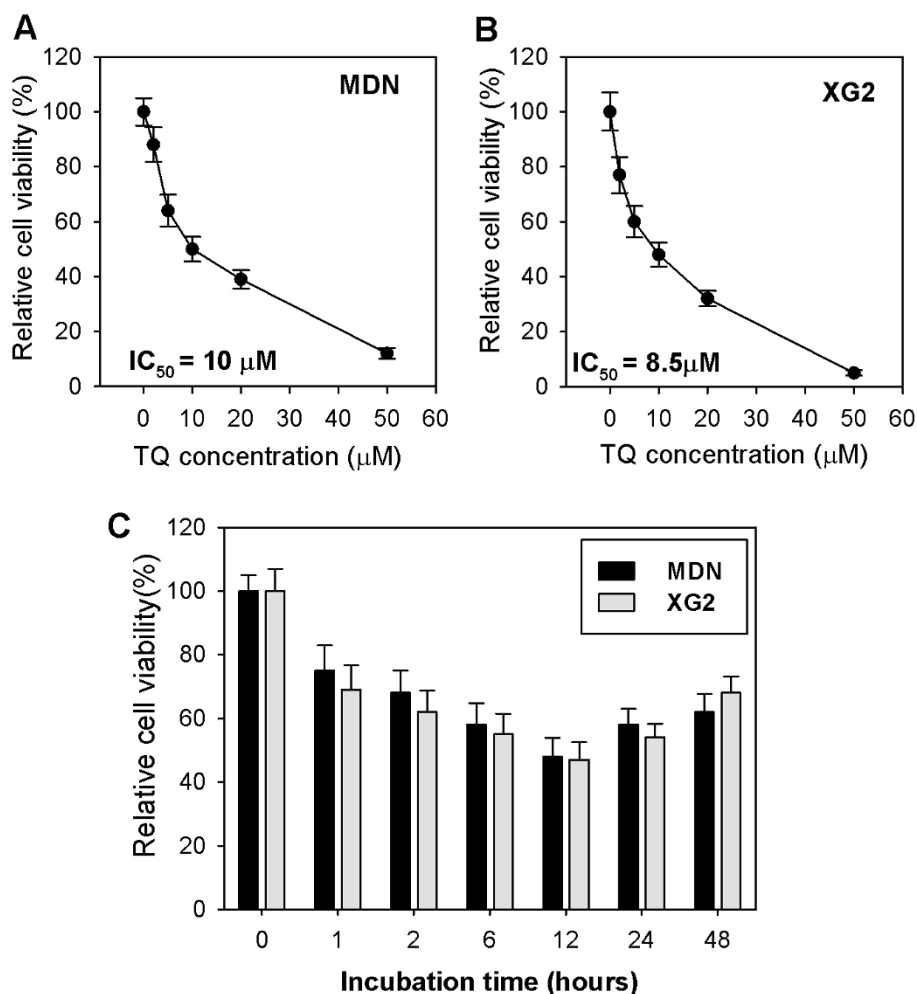 A
Relative cell viability (%)
120
100
80
60
40
20
0
MDN
IC50 = 10 μM
0 10 20 30 40 50 60
TQ concentration (μM)
B
Relative cell viability (%)
120
100
80
60
40
20
0
XG2
IC50 = 8.5μM
0 10 20 30 40 50 60
TQ concentration (μM)
C
Relative cell viability(%)
120
100
80
60
40
20
0
MDN
XG2
0 1 2 6 12 24 48
Incubation time (hours)